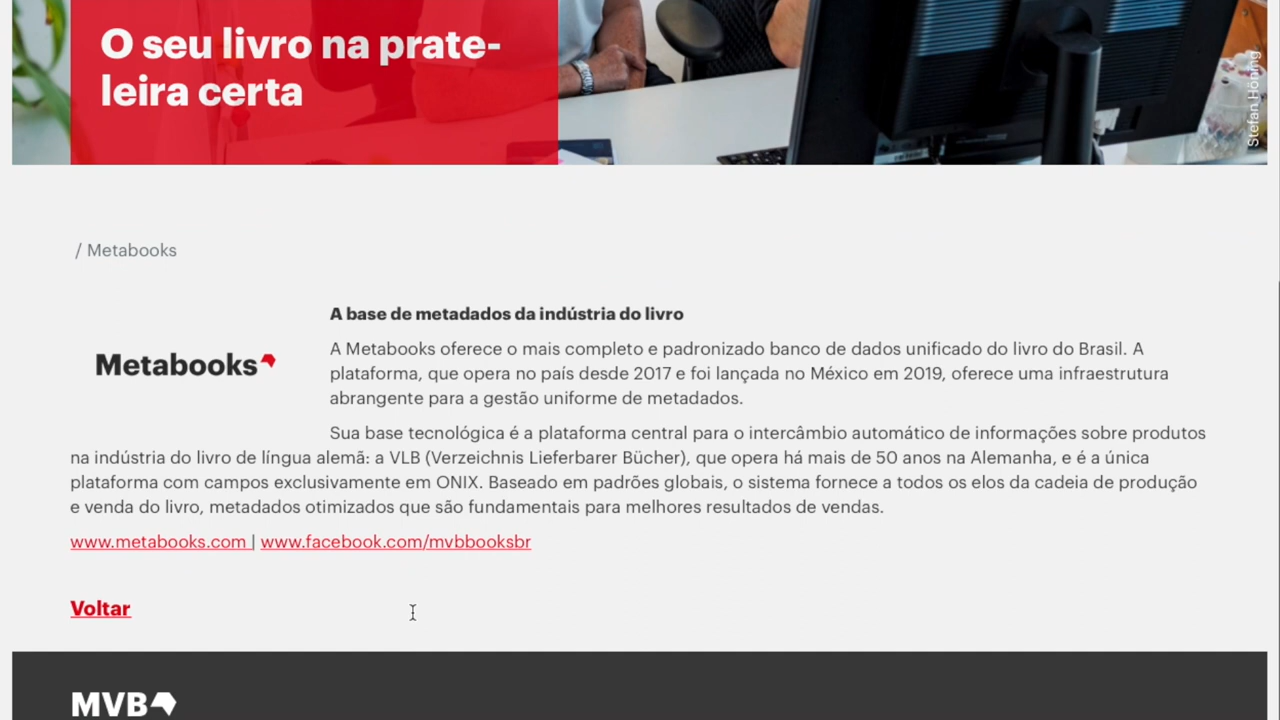 O seu livro na prate-
leira certa
Stefan Höning
/ Metabooks
Metabooks
A base de metadados da indústria do livro
A Metabooks oferece o mais completo e padronizado banco de dados unificado do livro do Brasil. A
plataforma, que opera no país desde 2017 e foi lançada no México em 2019, oferece uma infraestrutura
abrangente para a gestão uniforme de metadados.
Sua base tecnológica é a plataforma central para o intercâmbio automático de informações sobre produtos
na indústria do livro de língua alemã: a VLB (Verzeichnis Lieferbarer Bücher), que opera há mais de 50 anos na Alemanha, e é a única
plataforma com campos exclusivamente em ONIX. Baseado em padrões globais, o sistema fornece a todos os elos da cadeia de produção
e venda do livro, metadados otimizados que são fundamentais para melhores resultados de vendas.
www.metabooks.com | www.facebook.com/mvbbooksbr
Voltar
MVB